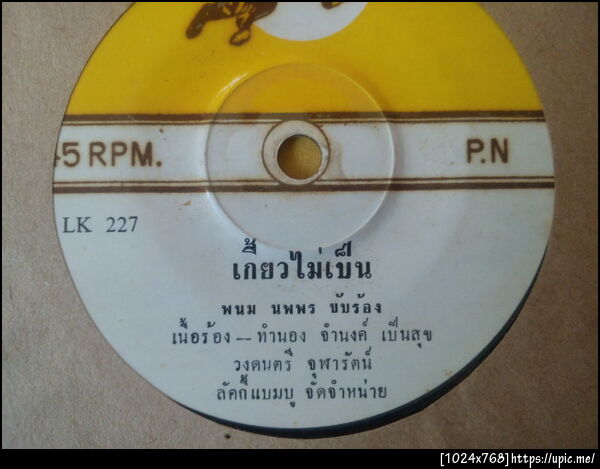 45 RPM.
P.N
LK 227
เกี้ยวไม่เป็น
พนม นพพร ขับร้อง
เนื้อร้อง -- ทำนอง จำนงค์ เป็นสุข
วงดนตรี จุฬารัตน์
ลัคกี้แบมบู จัดจำหน่าย
[1024x768]https://upic.me/